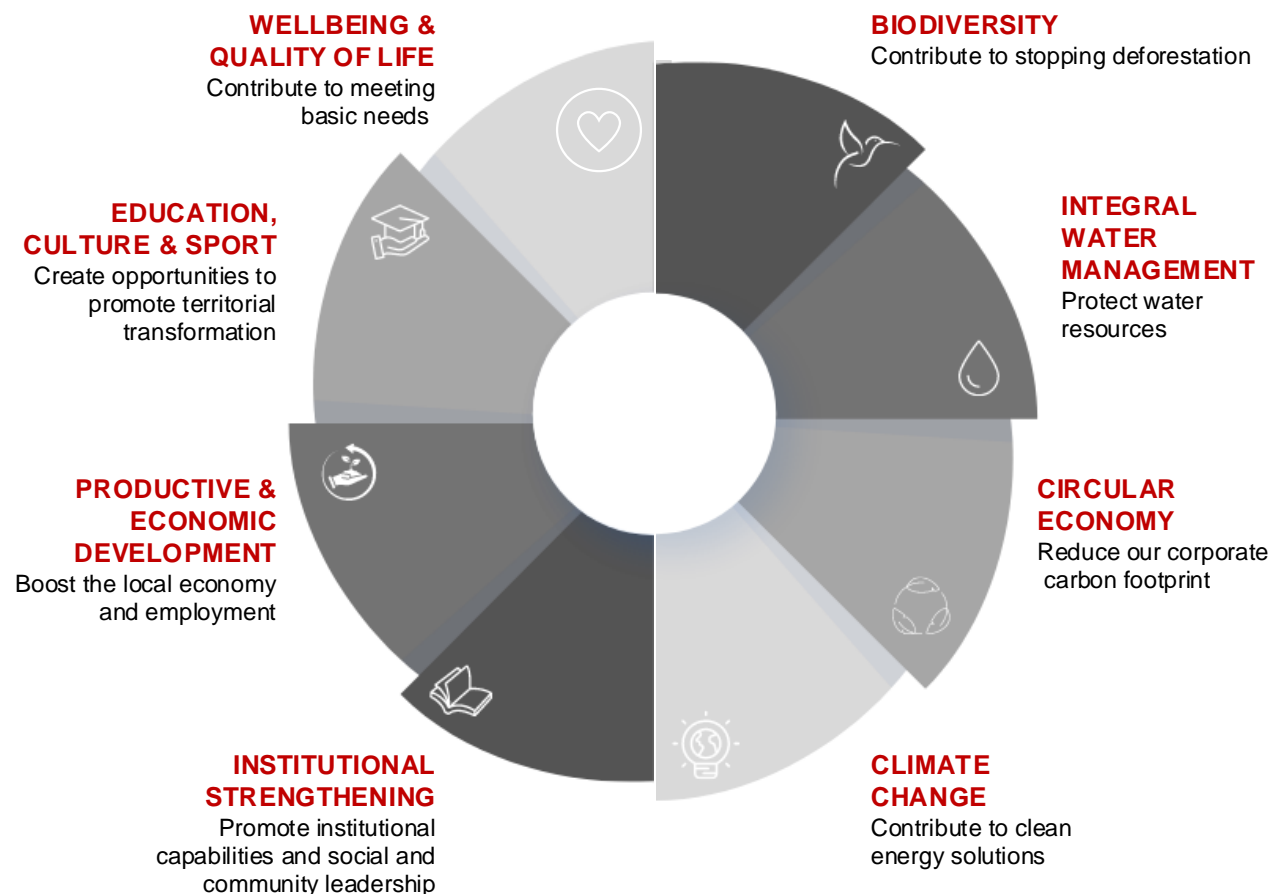 WELLBEING &
QUALITY OF LIFE
Contribute to meeting
basic needs
BIODIVERSITY
Contribute to stopping deforestation
EDUCATION,
CULTURE & SPORT
Create opportunities to
promote territorial
transformation
INTEGRAL
WATER
MANAGEMENT
Protect water
resources
PRODUCTIVE &
ECONOMIC
DEVELOPMENT
Boost the local economy
and employment
CIRCULAR
ECONOMY
Reduce our corporate
carbon footprint
INSTITUTIONAL
STRENGTHENING
Promote institutional
capabilities and social and
community leadership
CLIMATE
CHANGE
Contribute to clean
energy solutions